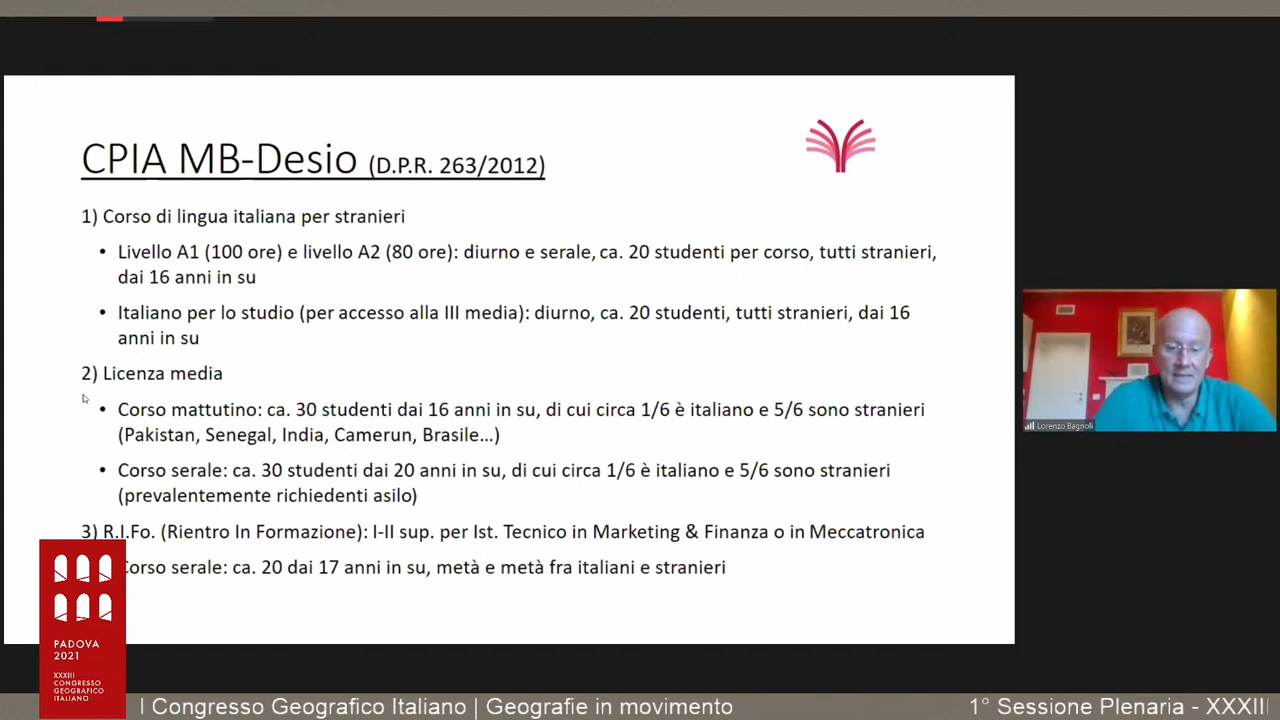 CPIA MB-Desio (D.P.R. 263/2012)
1) Corso di lingua italiana per stranieri
• Livello A1 (100 ore) e livello A2 (80 ore): diurno e serale, ca. 20 studenti per corso, tutti stranieri,
dai 16 anni in su
• Italiano per lo studio (per accesso alla III media): diurno, ca. 20 studenti, tutti stranieri, dai 16
anni in su
2) Licenza media
• Corso mattutino: ca. 30 studenti dai 16 anni in su, di cui circa 1/6 è italiano e 5/6 sono stranieri
(Pakistan, Senegal, India, Camerun, Brasile...)
• Corso serale: ca. 30 studenti dai 20 anni in su, di cui circa 1/6 è italiano e 5/6 sono stranieri
(prevalentemente richiedenti asilo)
3) R.I.Fo. (Rientro In Formazione): I-II sup. per Ist. Tecnico in Marketing & Finanza o in Meccatronica
Corso serale: ca. 20 dai 17 anni in su, metà e metà fra italiani e stranieri
Lorenzo Bagnoli
PADOVA
2021
XXXIII
CONGRESSO
GEOGRAFICO
ITALIANO
I Congresso Geografico Italiano | Geografie in movimento
1° Sessione Plenaria - XXXII